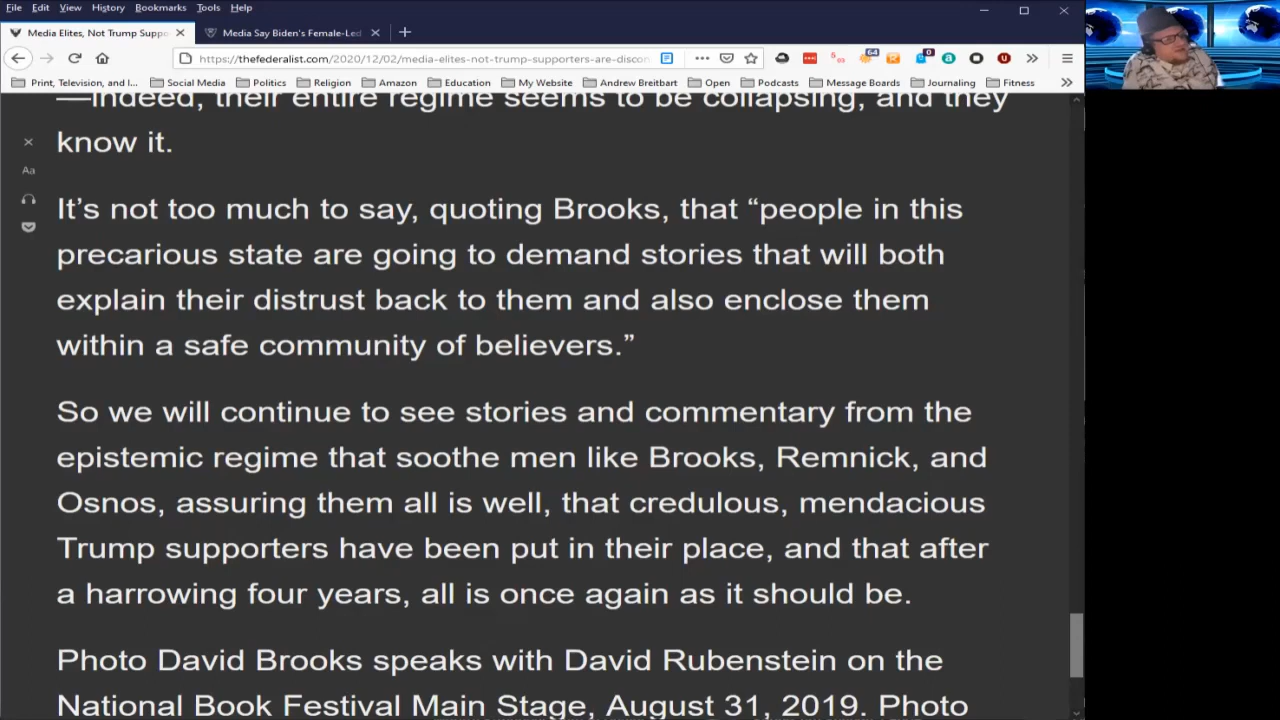 File Edit View History Bookmarks Tools Help
Media Elites, Not Trump Suppo
Media Say Biden's Female-Led
https://thefederalist.com/2020/12/22/media-elites-not-trump-supporters-are-discon
64
0
Print, Television, and I... Social Media Politics Religion Amazon Education My Website Andrew Breitbart Open Podcasts Message Boards Journaling Fitness
—indeed, their entire regime seems to be collapsing, and they
know it.
Aa
It's not too much to say, quoting Brooks, that “people in this
precarious state are going to demand stories that will both
explain their distrust back to them and also enclose them
within a safe community of believers.”
So we will continue to see stories and commentary from the
epistemic regime that soothe men like Brooks, Remnick, and
Osnos, assuring them all is well, that credulous, mendacious
Trump supporters have been put in their place, and that after
a harrowing four years, all is once again as it should be.
Photo David Brooks speaks with David Rubenstein on the
National Book Festival Main Stage, August 31, 2019. Photo